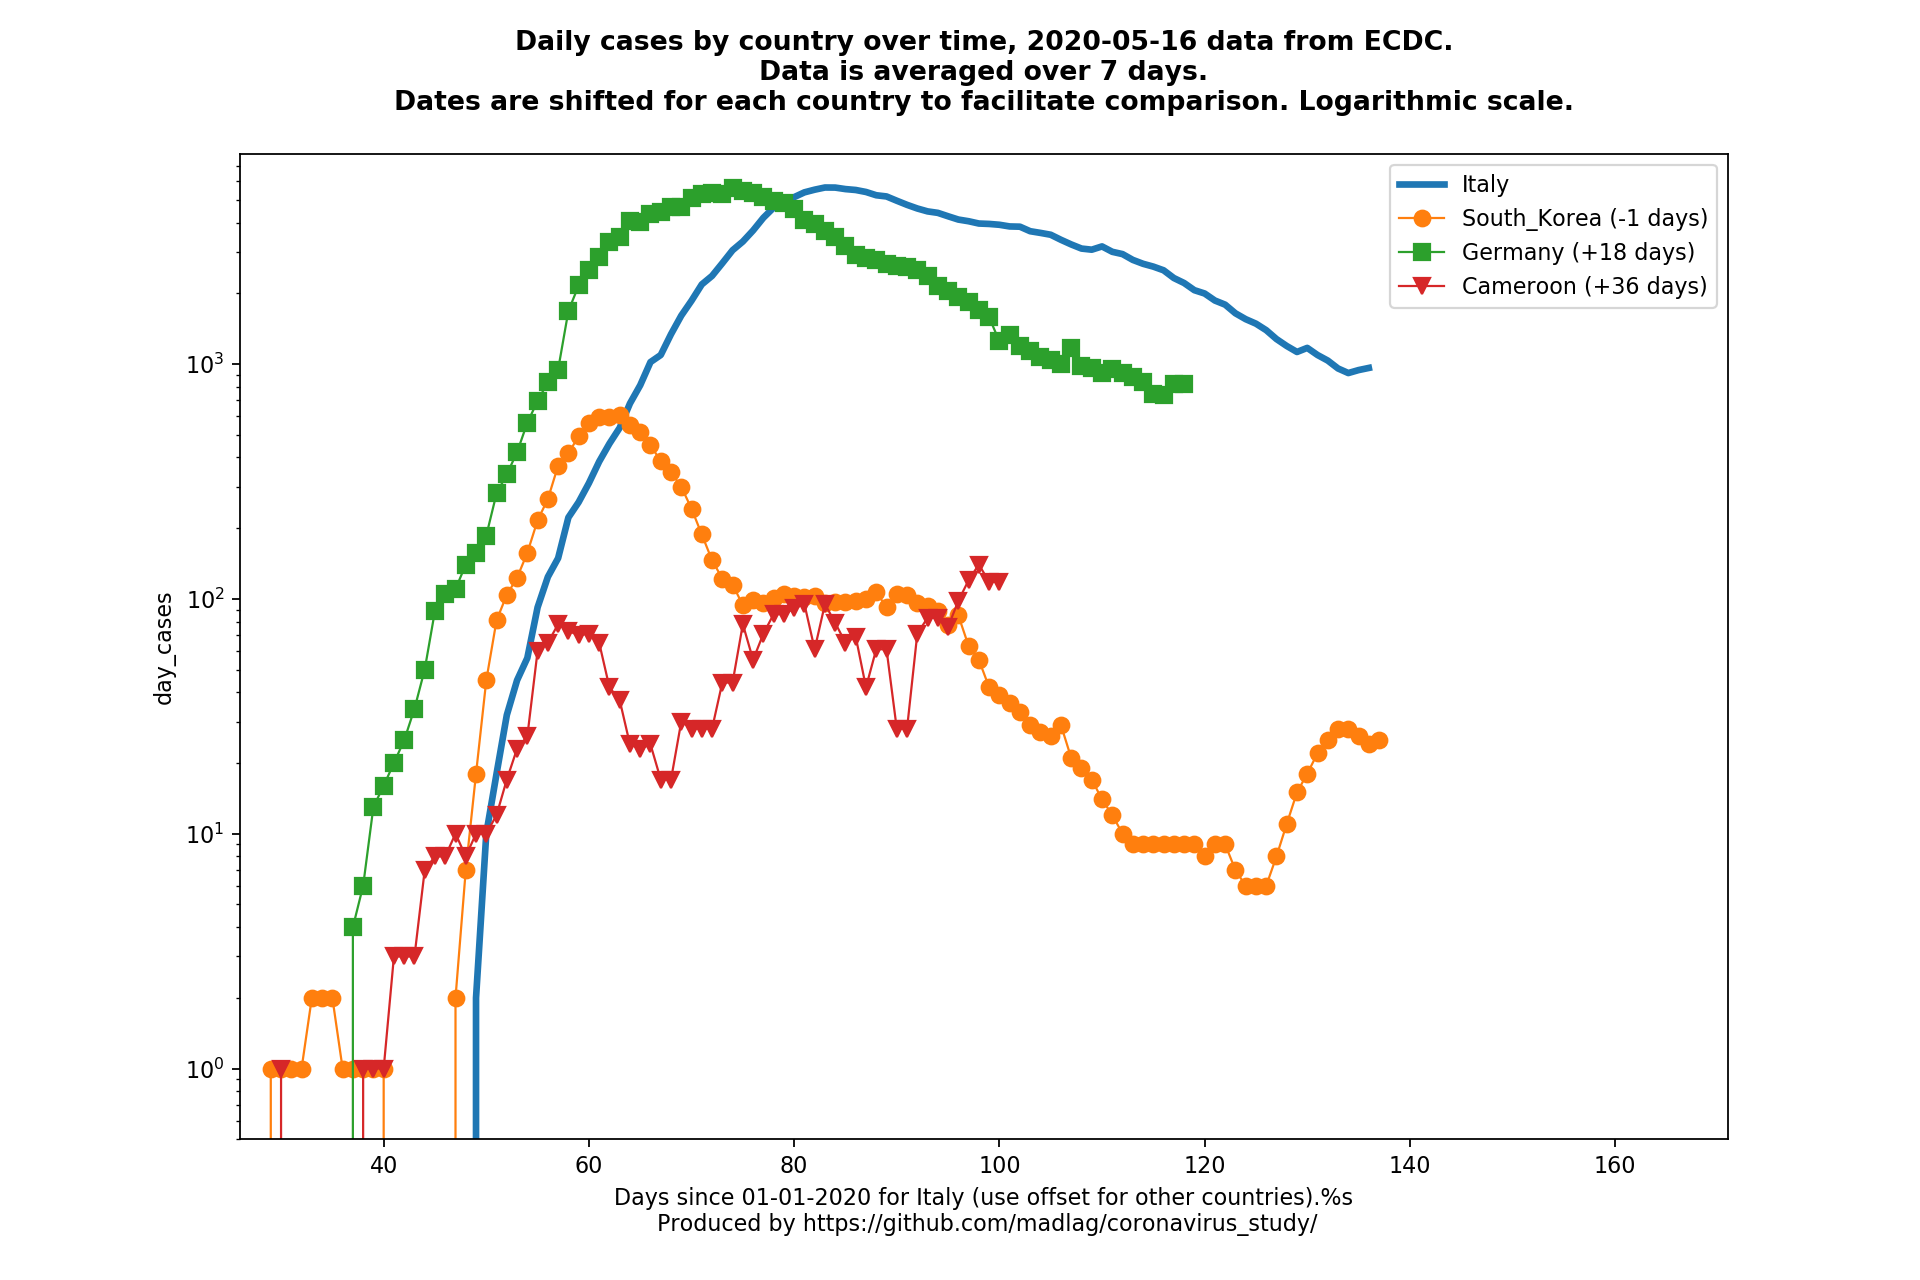 Daily cases by country over time, 2020-05-16 data from ECDC.
Data is averaged over 7 days.
Dates are shifted for each country to facilitate comparison. Logarithmic scale.
Italy
South_Korea (-1 days)
Germany (+18 days)
Cameroon (+36 days)
day_cases
10³
10²
10¹
10⁰
40 60 80 100 120 140 160
Days since 01-01-2020 for Italy (use offset for other countries).%s
Produced by https://github.com/madlag/coronavirus_study/